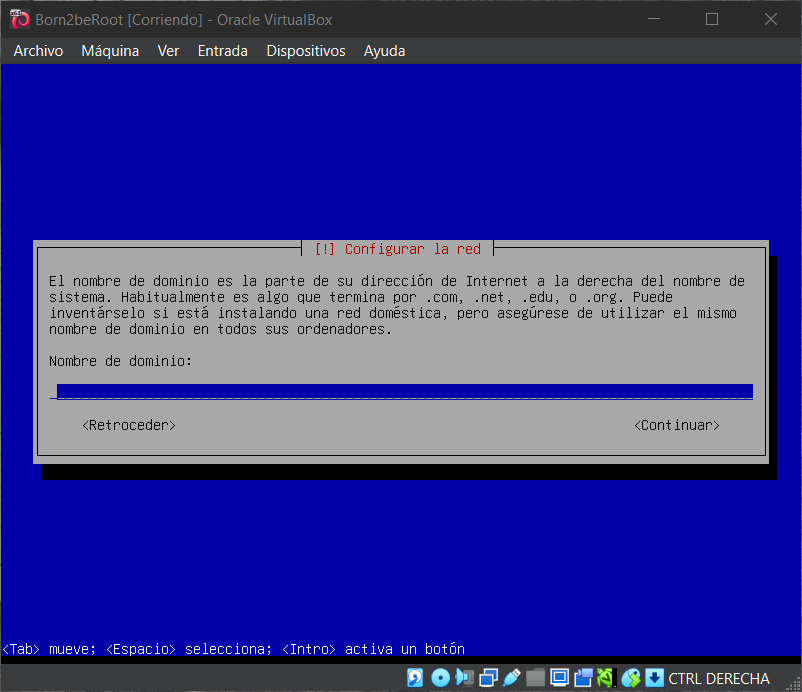 Born2beRoot [Corriendo] - Oracle VirtualBox
Archivo Máquina Ver Entrada Dispositivos Ayuda
[!] Configurar la red
El nombre de dominio es la parte de su dirección de Internet a la derecha del nombre de
sistema. Habitualmente es algo que termina por .com, .net, .edu, o .org. Puede
inventárselo si está instalando una red doméstica, pero asegúrese de utilizar el mismo
nombre de dominio en todos sus ordenadores.
Nombre de dominio:
<Retroceder> <Continuar>
<Tab> mueve; <Espacio> selecciona; <Intro> activa un botón
CTRL DERECHA